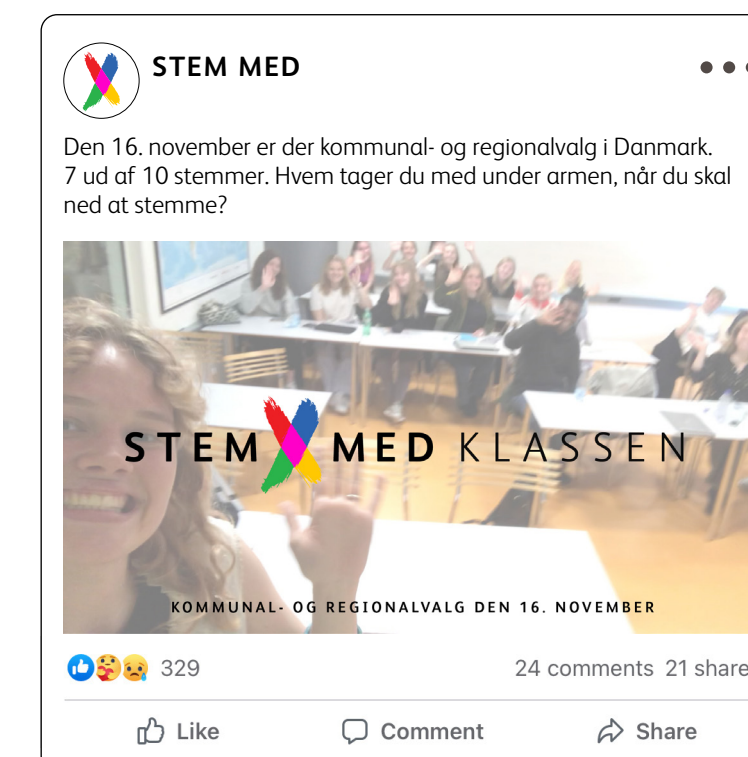 STEM MED
Den 16. november er der kommunal- og regionalvalg i Danmark.
7 ud af 10 stemmer. Hvem tager du med under armen, når du skal
ned at stemme?
STEM MED KLASSEN
KOMMUNAL- OG REGIONALVALG DEN 16. NOVEMBER
329
24 comments 21 share
Like
Comment
Share